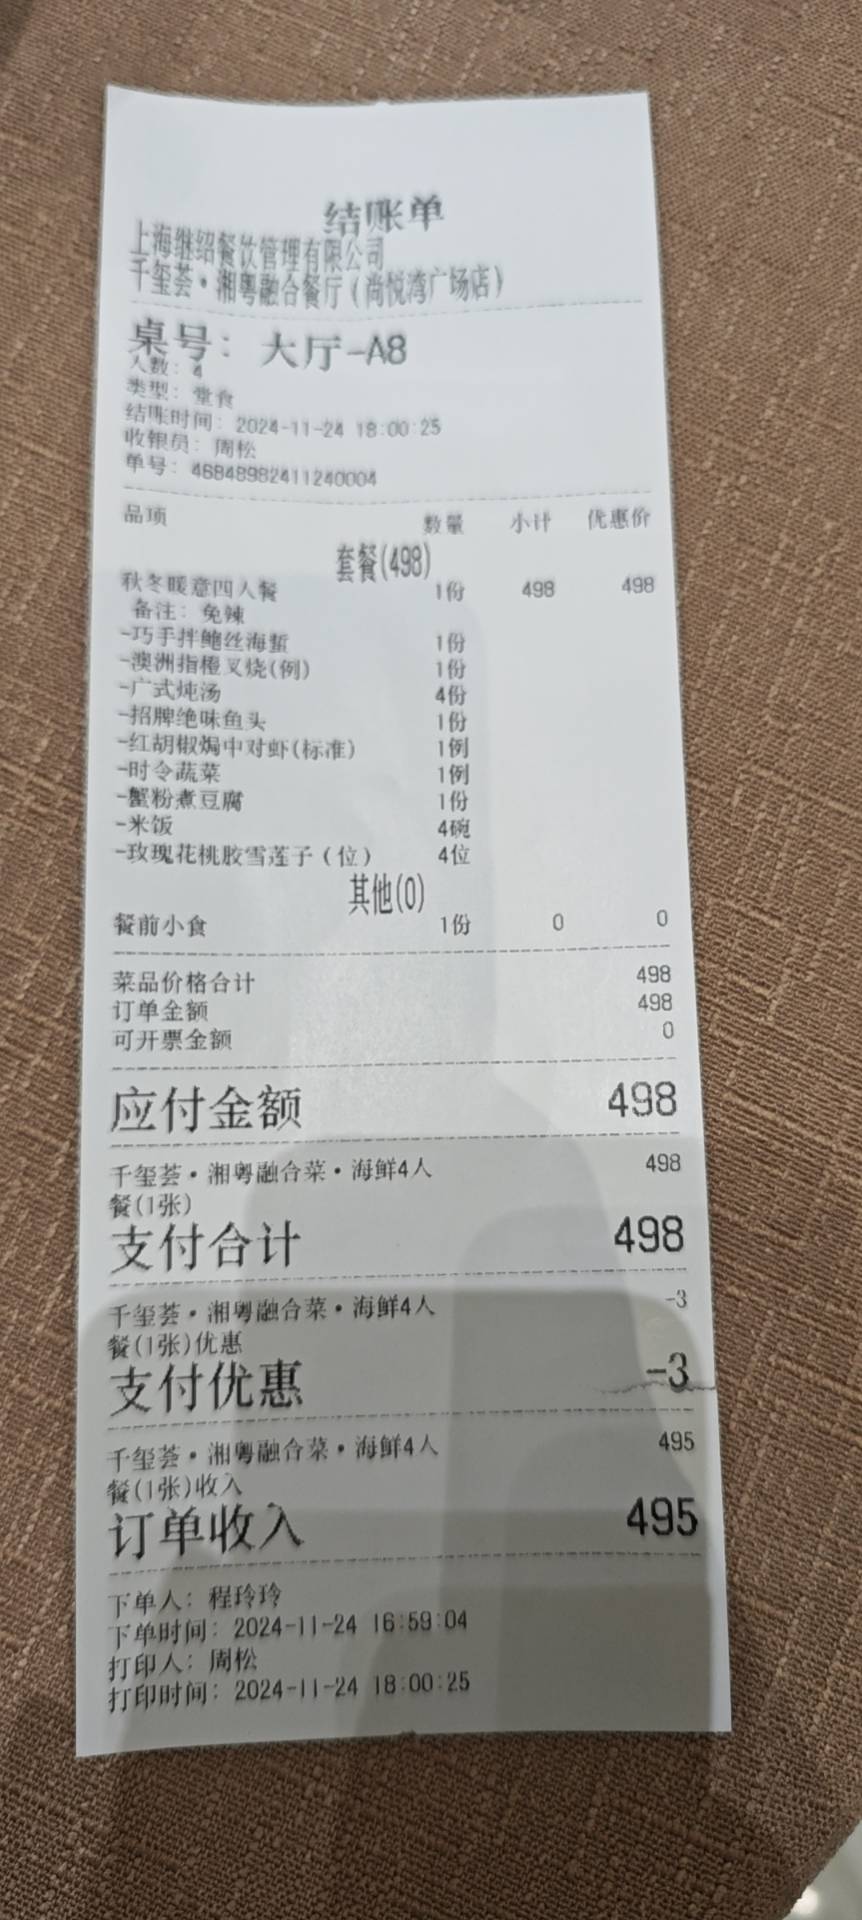 结账单
上海继绍餐饮管理有限公司
千玺荟·湘粤融合餐厅(尚悦湾广场店)
桌号: 大厅-A8
人数: 4
类型: 堂食
结账时间: 2024-11-24 18:00:25
收银员: 周松
单号: 46848982411240004
品项 数量 小计 优惠价
套餐(498)
秋冬暖意四人餐 1份 498 498
备注: 免辣
-巧手拌鲍丝海蜇 1份
-澳洲指橙叉烧(例) 1份
-广式炖汤 4份
-招牌绝味鱼头 1份
-红胡椒焗中对虾(标准) 1例
-时令蔬菜 1例
-蟹粉煮豆腐 1份
-米饭 4碗
-玫瑰花桃胶雪莲子(位) 4位
其他(0)
餐前小食 1份 0 0
菜品价格合计 498
订单金额 498
可开票金额 0
应付金额 498
千玺荟·湘粤融合菜·海鲜4人 498
餐(1张)
支付合计 498
千玺荟·湘粤融合菜·海鲜4人 -3
餐(1张)优惠
支付优惠 -3
千玺荟·湘粤融合菜·海鲜4人 495
餐(1张)收入
订单收入 495
下单人: 程玲玲
下单时间: 2024-11-24 16:59:04
打印人: 周松
打印时间: 2024-11-24 18:00:25